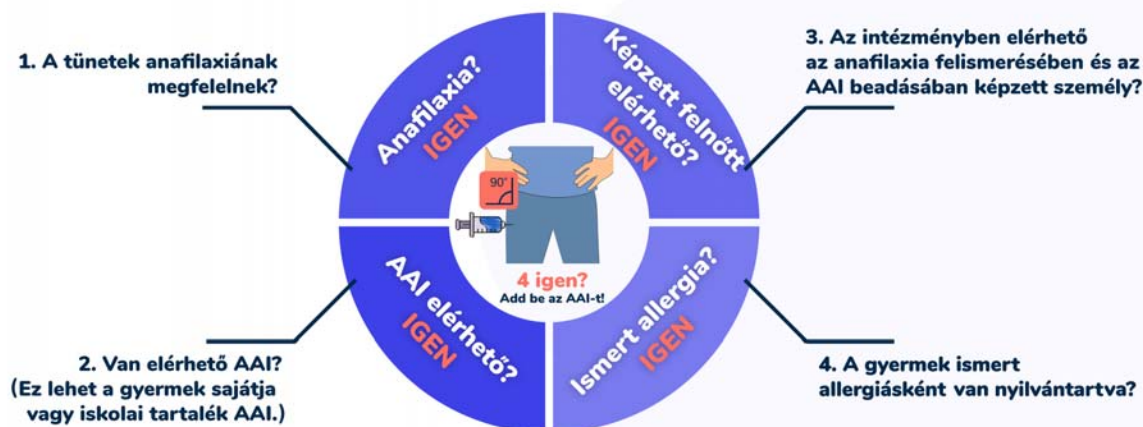 1. A tünetek anafilaxiának
megfelelnek?
Anafilaxia?
IGEN
Képzett felnőtt
elérhető?
IGEN
3. Az intézményben elérhető
az anafilaxia felismerésében és az
AAI beadásában képzett személy?
90°
4 igen?
Add be az AAI-t!
2. Van elérhető AAI?
(Ez lehet a gyermek sajátja
vagy iskolai tartalék AAI.)
AAI elérhető?
IGEN
Ismert allergia?
IGEN
4. A gyermek ismert
allergiásként van nyilvántartva?